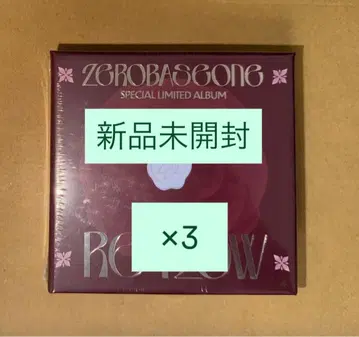 ZEROBASEONE
SPECIAL LIMITED ALBUM
新品未開封
×3